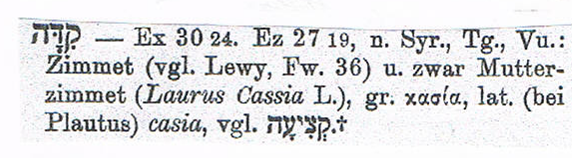 קִדָּה — Ex 30 24. Ez 27 19, n. Syr., Tg., Vu.:
Zimmet (vgl. Lewy, Fw. 36) u. zwar Mutter-
zimmet (Laurus Cassia L.), gr. κασία, lat. (bei
Plautus) casia, vgl. קְצִיעָה.†